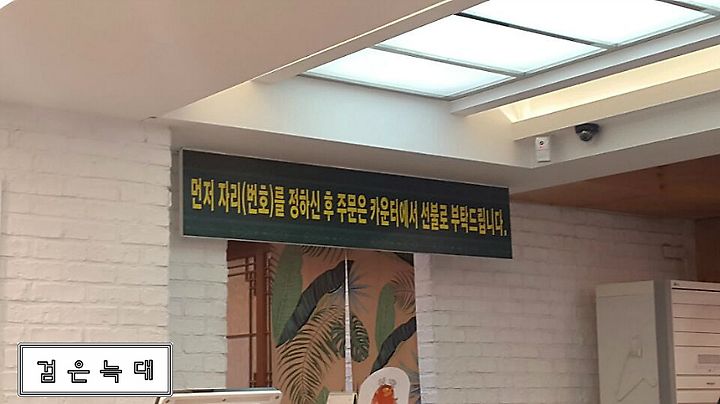 먼저 자리(번호)를 정하신 후 주문은 카운터에서 선불로 부탁드립니다.
검은늑대